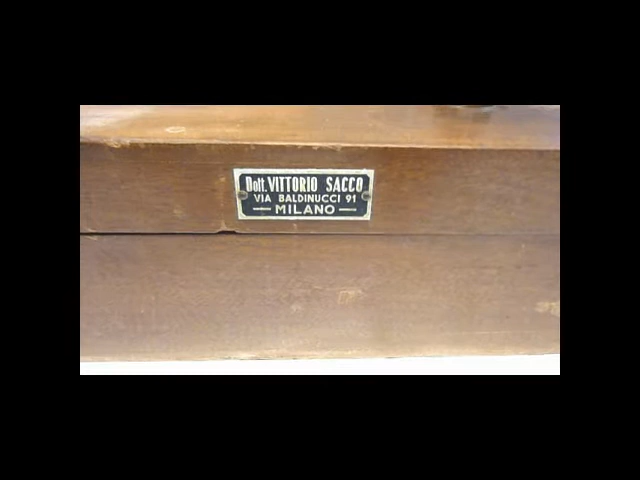 Dott. VITTORIO SACCO
VIA BALDINUCCI 91
— MILANO —